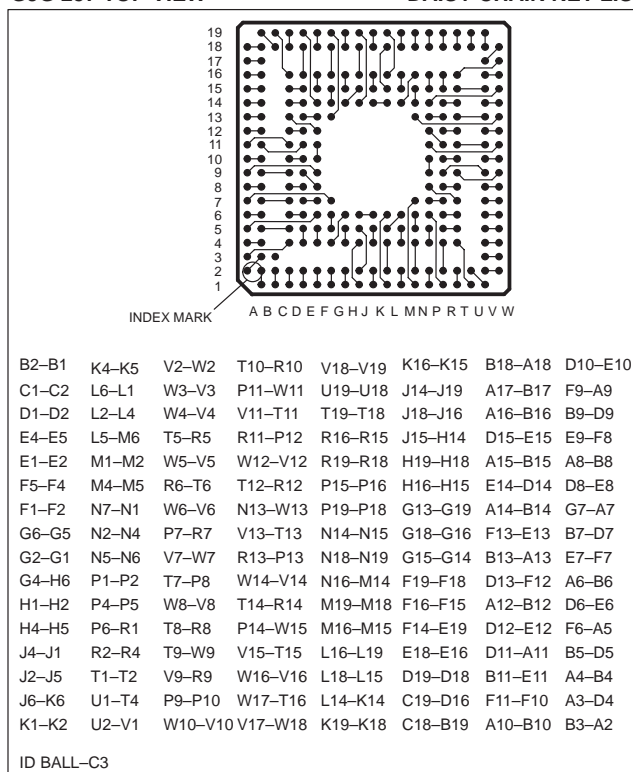 19
18
17
16
15
14
13
12
11
10
9
8
7
6
5
4
3
2
1
INDEX MARK
A B C D E F G H J K L M N P R T U V W
B2–B1 K4–K5 V2–W2 T10–R10 V18–V19 K16–K15 B18–A18 D10–E10
C1–C2 L6–L1 W3–V3 P11–W11 U19–U18 J14–J19 A17–B17 F9–A9
D1–D2 L2–L4 W4–V4 V11–T11 T19–T18 J18–J16 A16–B16 B9–D9
E4–E5 L5–M6 T5–R5 R11–P12 R16–R15 J15–H14 D15–E15 E9–F8
E1–E2 M1–M2 W5–V5 W12–V12 R19–R18 H19–H18 A15–B15 A8–B8
F5–F4 M4–M5 R6–T6 T12–R12 P15–P16 H16–H15 E14–D14 D8–E8
F1–F2 N7–N1 W6–V6 N13–W13 P19–P18 G13–G19 A14–B14 G7–A7
G6–G5 N2–N4 P7–R7 V13–T13 N14–N15 G18–G16 F13–E13 B7–D7
G2–G1 N5–N6 V7–W7 R13–P13 N18–N19 G15–G14 B13–A13 E7–F7
G4–H6 P1–P2 T7–P8 W14–V14 N16–M14 F19–F18 D13–F12 A6–B6
H1–H2 P4–P5 W8–V8 T14–R14 M19–M18 F16–F15 A12–B12 D6–E6
H4–H5 P6–R1 T8–R8 P14–W15 M16–M15 F14–E19 D12–E12 F6–A5
J4–J1 R2–R4 T9–W9 V15–T15 L16–L19 E18–E16 D11–A11 B5–D5
J2–J5 T1–T2 V9–R9 W16–V16 L18–L15 D19–D18 B11–E11 A4–B4
J6–K6 U1–T4 P9–P10 W17–T16 L14–K14 C19–D16 F11–F10 A3–D4
K1–K2 U2–V1 W10–V10 V17–W18 K19–K18 C18–B19 A10–B10 B3–A2
ID BALL–C3